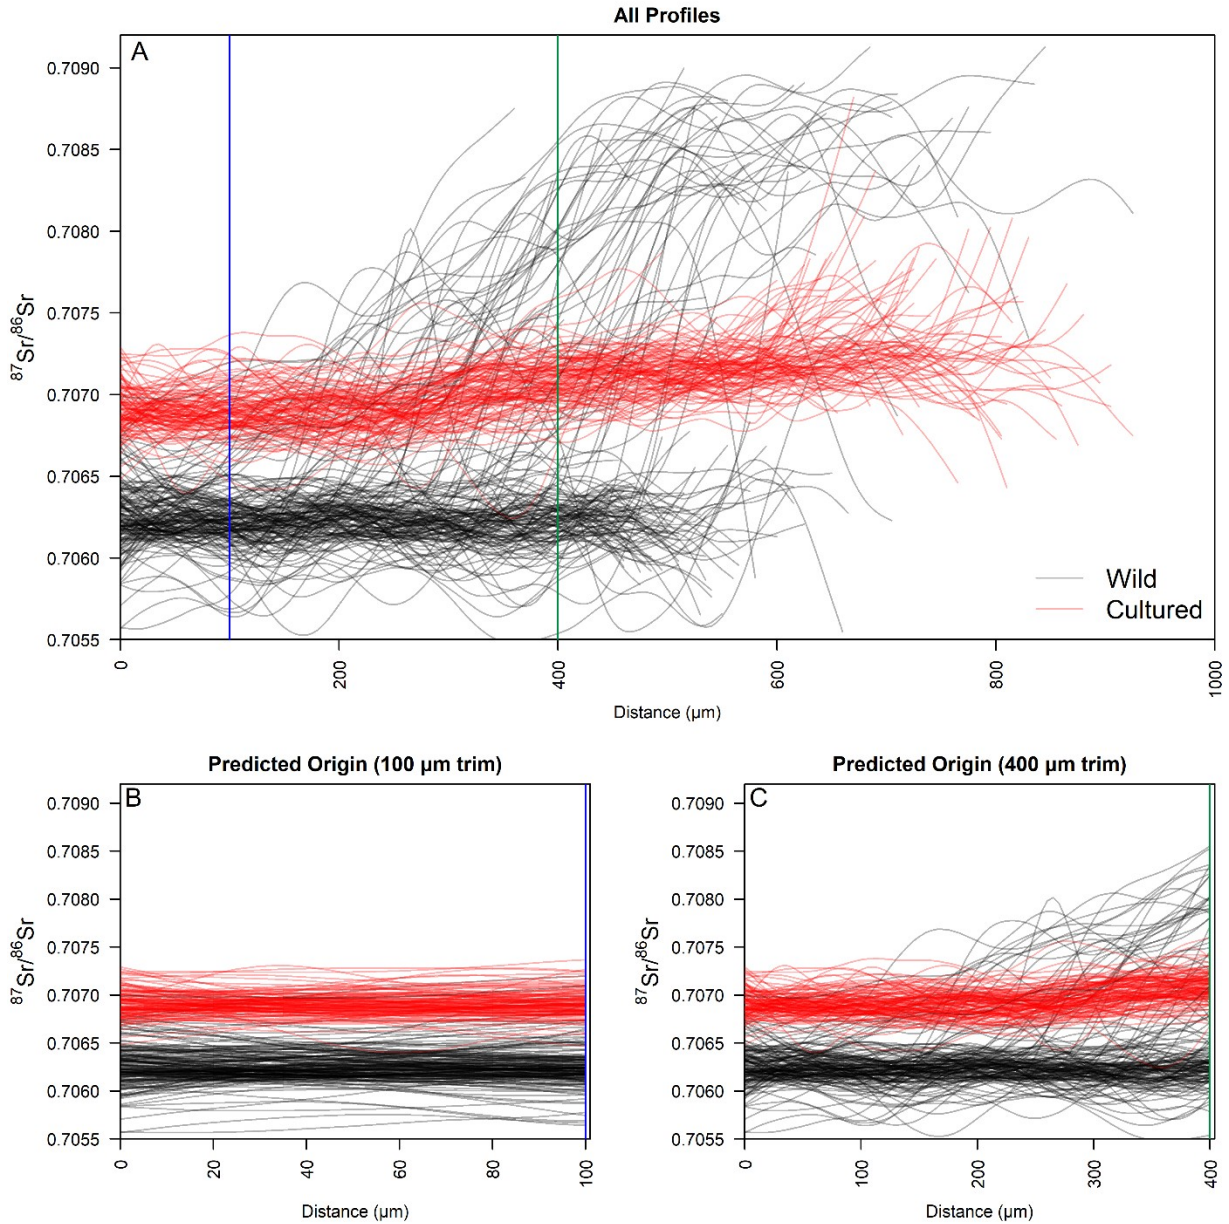 All Profiles
A
0.7090
0.7085
0.7080
0.7075
0.7070
0.7065
0.7060
0.7055
⁸⁷Sr/⁸⁶Sr
Wild
Cultured
0 200 400 600 800 1000
Distance (µm)
Predicted Origin (100 µm trim)
B
0.7090
0.7085
0.7080
0.7075
0.7070
0.7065
0.7060
0.7055
⁸⁷Sr/⁸⁶Sr
0 20 40 60 80 100
Distance (µm)
Predicted Origin (400 µm trim)
C
0.7090
0.7085
0.7080
0.7075
0.7070
0.7065
0.7060
0.7055
⁸⁷Sr/⁸⁶Sr
0 100 200 300 400
Distance (µm)